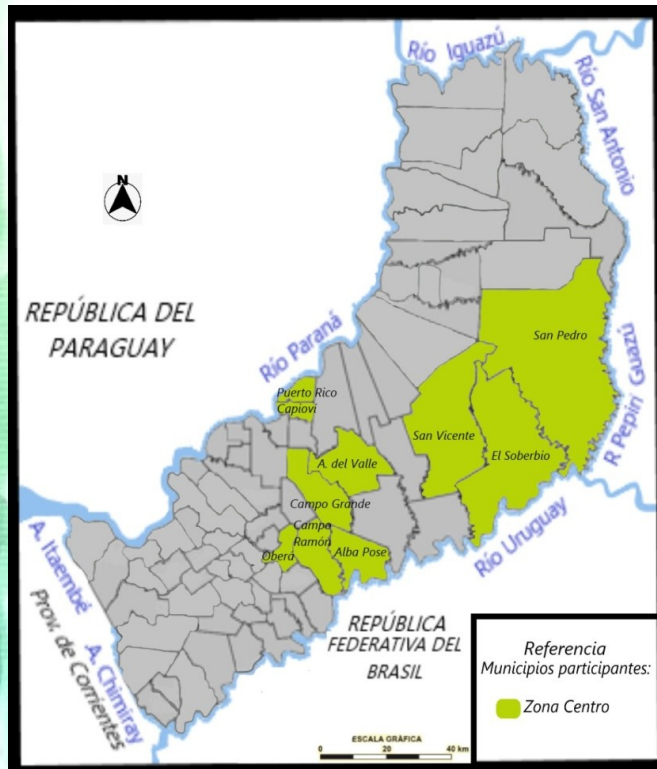 Río Iguazú
Río San Antonio
N
REPÚBLICA DEL
PARAGUAY
Río Paraná
San Pedro
Guazú
R Pepirí
Puerto Rico
Capioví
San Vicente
A. del Valle
El Soberbio
Campo Grande
Campo
Ramón
Oberá
Alba Pose
Río Uruguay
A. Itaembé
Prov. de Corrientes
A. Chimiray
REPÚBLICA
FEDERATIVA DEL
BRASIL
Referencia
Municipios participantes:
Zona Centro
ESCALA GRÁFICA
0 20 40 km